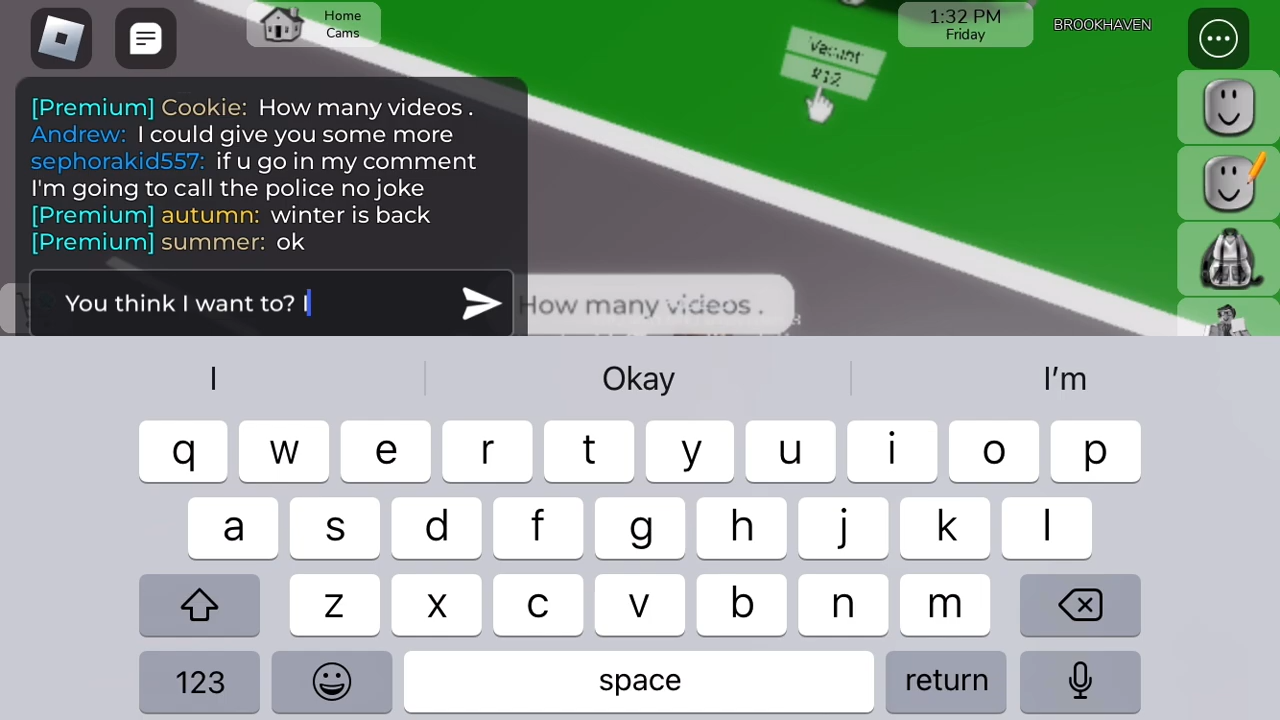 Home
Cams
1:32 PM
Friday
BROOKHAVEN
Vacant
#12
[Premium] Cookie: How many videos .
Andrew: I could give you some more
sephorakid557: if u go in my comment
I'm going to call the police no joke
[Premium] autumn: winter is back
[Premium] summer: ok
You think I want to? I
How many videos .
I
Okay
I’m
q w e r t y u i o p
a s d f g h j k l
z x c v b n m
123
space
return